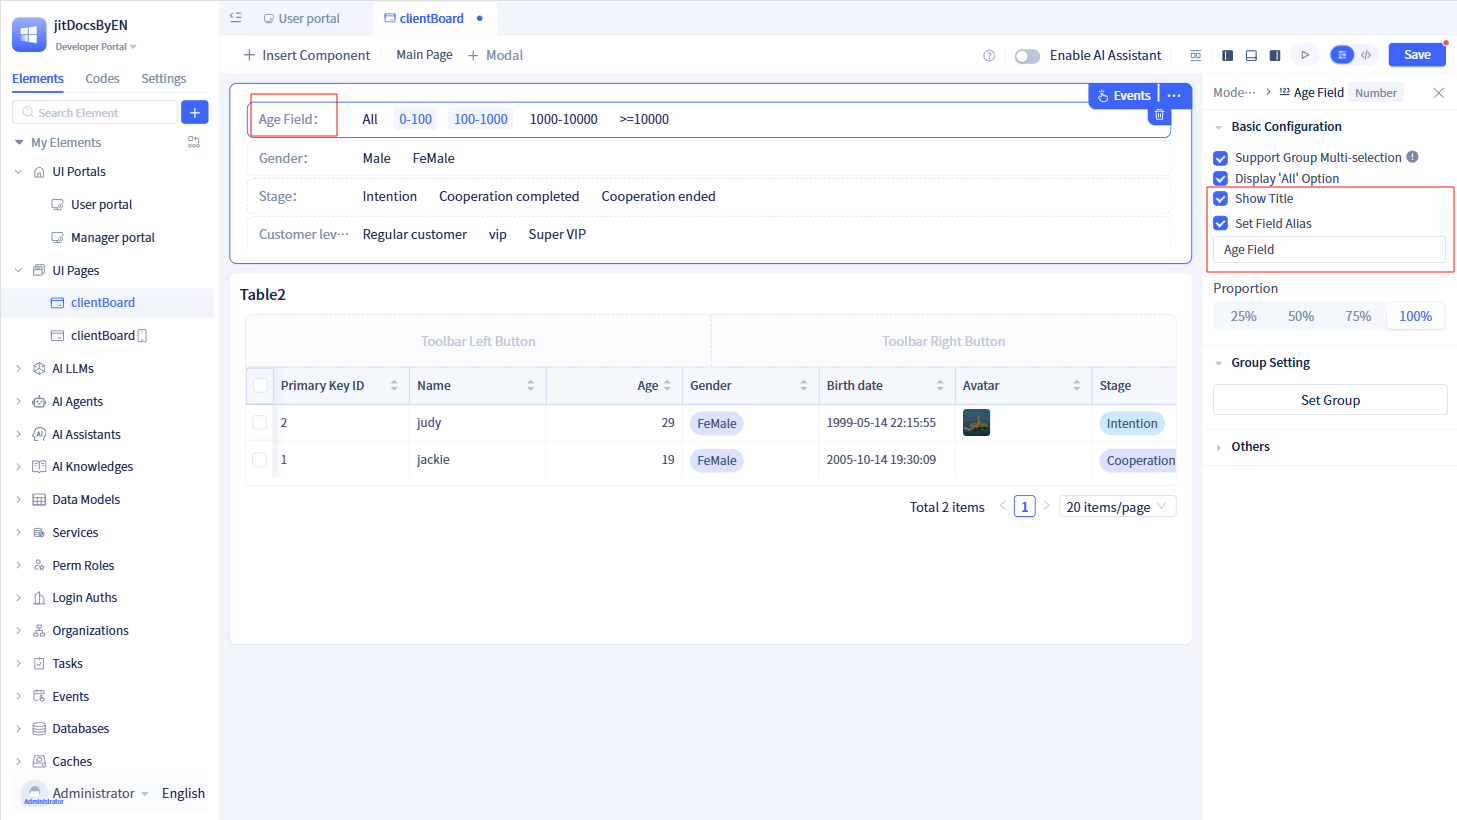 jitDocsByEN
Developer Portal
Elements Codes Settings
Search Element
My Elements
UI Portals
User portal
Manager portal
UI Pages
clientBoard
clientBoard
AI LLMs
AI Agents
AI Assistants
AI Knowledges
Data Models
Services
Perm Roles
Login Auths
Organizations
Tasks
Events
Databases
Caches
Administrator English
Administrator
User portal clientBoard
Insert Component Main Page Modal
Enable AI Assistant
Save
Events
Age Field: All 0-100 100-1000 1000-10000 >=10000
Gender: Male FeMale
Stage: Intention Cooperation completed Cooperation ended
Customer lev··· Regular customer vip Super VIP
Table2
Toolbar Left Button Toolbar Right Button
Primary Key ID Name Age Gender Birth date Avatar Stage
2 judy 29 FeMale 1999-05-14 22:15:55 Intention
1 jackie 19 FeMale 2005-10-14 19:30:09 Cooperation
Total 2 items 1 20 items/page
Mode··· Age Field Number
Basic Configuration
Support Group Multi-selection
Display 'All' Option
Show Title
Set Field Alias
Age Field
Proportion
25% 50% 75% 100%
Group Setting
Set Group
Others